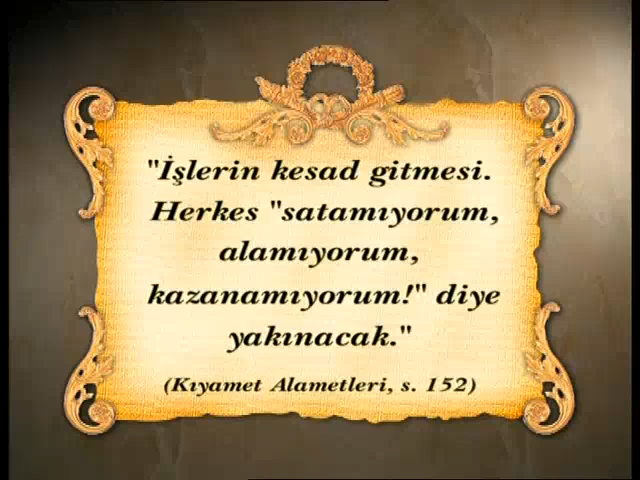 "İşlerin kesad gitmesi.
Herkes "satamıyorum,
alamıyorum,
kazanamıyorum!" diye
yakınacak."
(Kıyamet Alametleri, s. 152)